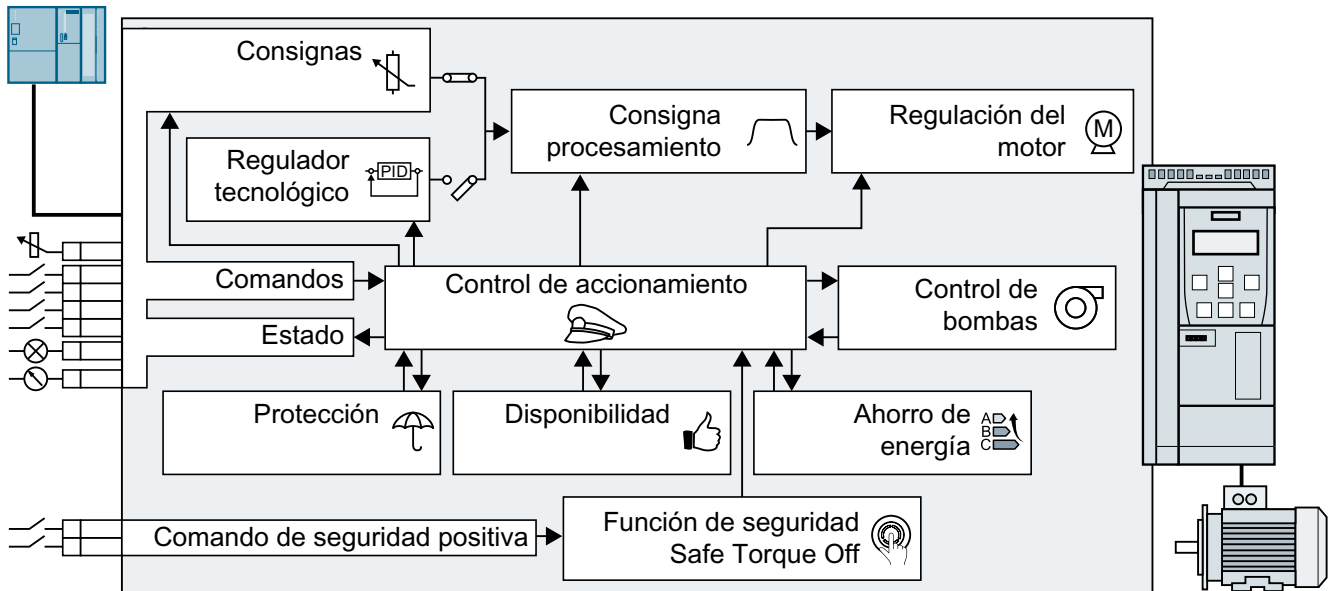 Consignas
Consigna
procesamiento
Regulación del
motor
M
Regulador
tecnológico
PID
Comandos
Control de accionamiento
Control de
bombas
Estado
Protección
Disponibilidad
Ahorro de
energía
A
B
C
Función de seguridad
Safe Torque Off
Comando de seguridad positiva